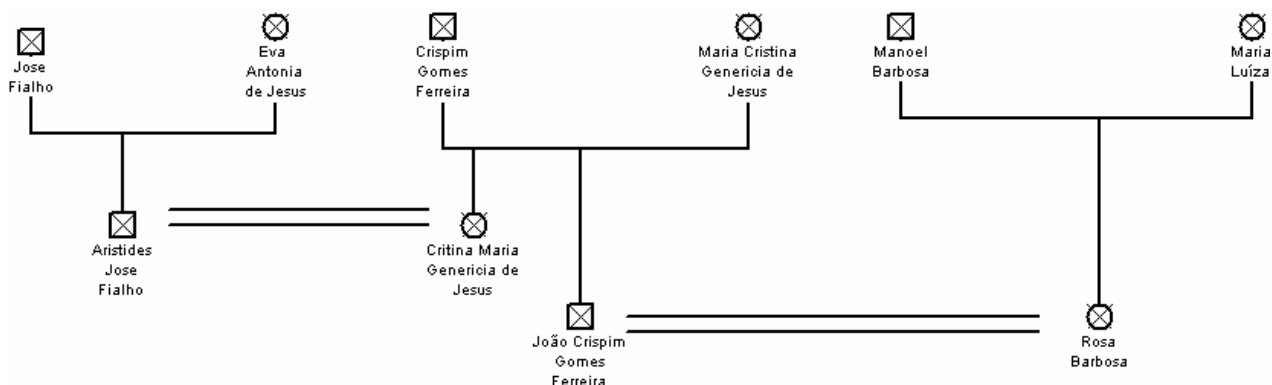 Jose
Fialho
Eva
Antonia
de Jesus
Crispim
Gomes
Ferreira
Maria Cristina
Genericia de
Jesus
Manoel
Barbosa
Maria
Luíza
Aristides
Jose
Fialho
Critina Maria
Genericia de
Jesus
João Crispim
Gomes
Ferreira
Rosa
Barbosa